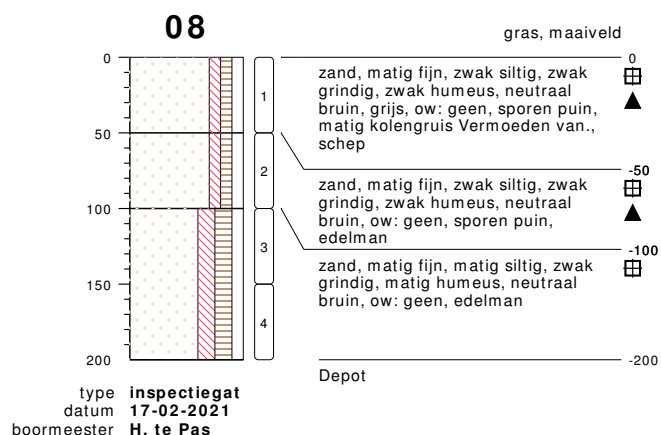 08
gras, maaiveld
0
50
100
150
200
1
2
3
4
0
zand, matig fijn, zwak siltig, zwak
grindig, zwak humeus, neutraal
bruin, grijs, ow: geen, sporen puin,
matig kolengruis Vermoeden van.,
schep
-50
zand, matig fijn, zwak siltig, zwak
grindig, zwak humeus, neutraal
bruin, ow: geen, sporen puin,
edelman
-100
zand, matig fijn, matig siltig, zwak
grindig, matig humeus, neutraal
bruin, ow: geen, edelman
-200
Depot
type inspectiegat
datum 17-02-2021
boormeester H. te Pas